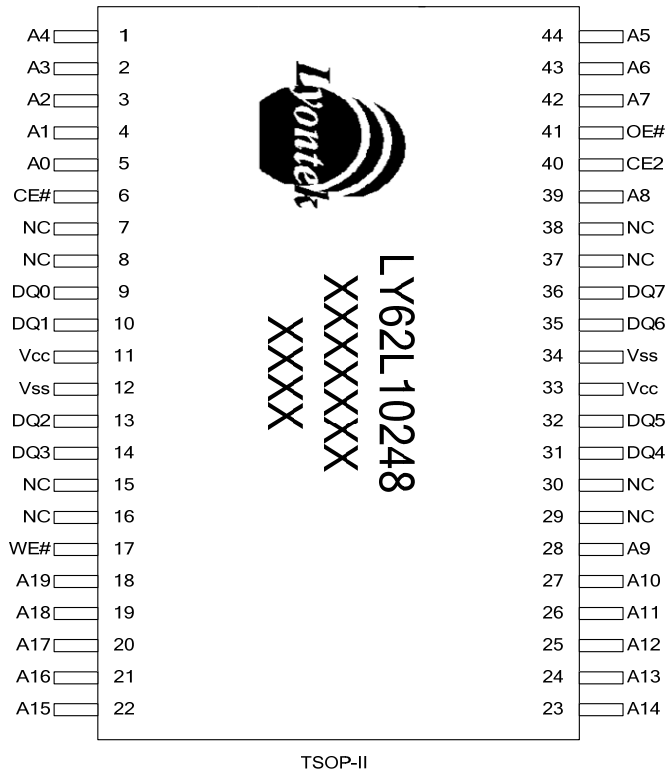 A4 1 44 A5
A3 2 43 A6
A2 3 42 A7
A1 4 41 OE#
A0 5 40 CE2
CE# 6 39 A8
NC 7 38 NC
NC 8 37 NC
DQ0 9 36 DQ7
DQ1 10 35 DQ6
Vcc 11 34 Vss
Vss 12 33 Vcc
DQ2 13 32 DQ5
DQ3 14 31 DQ4
NC 15 30 NC
NC 16 29 NC
WE# 17 28 A9
A19 18 27 A10
A18 19 26 A11
A17 20 25 A12
A16 21 24 A13
A15 22 23 A14
Lyontek
LY62L10248
XXXXXXX
XXXX
TSOP-II